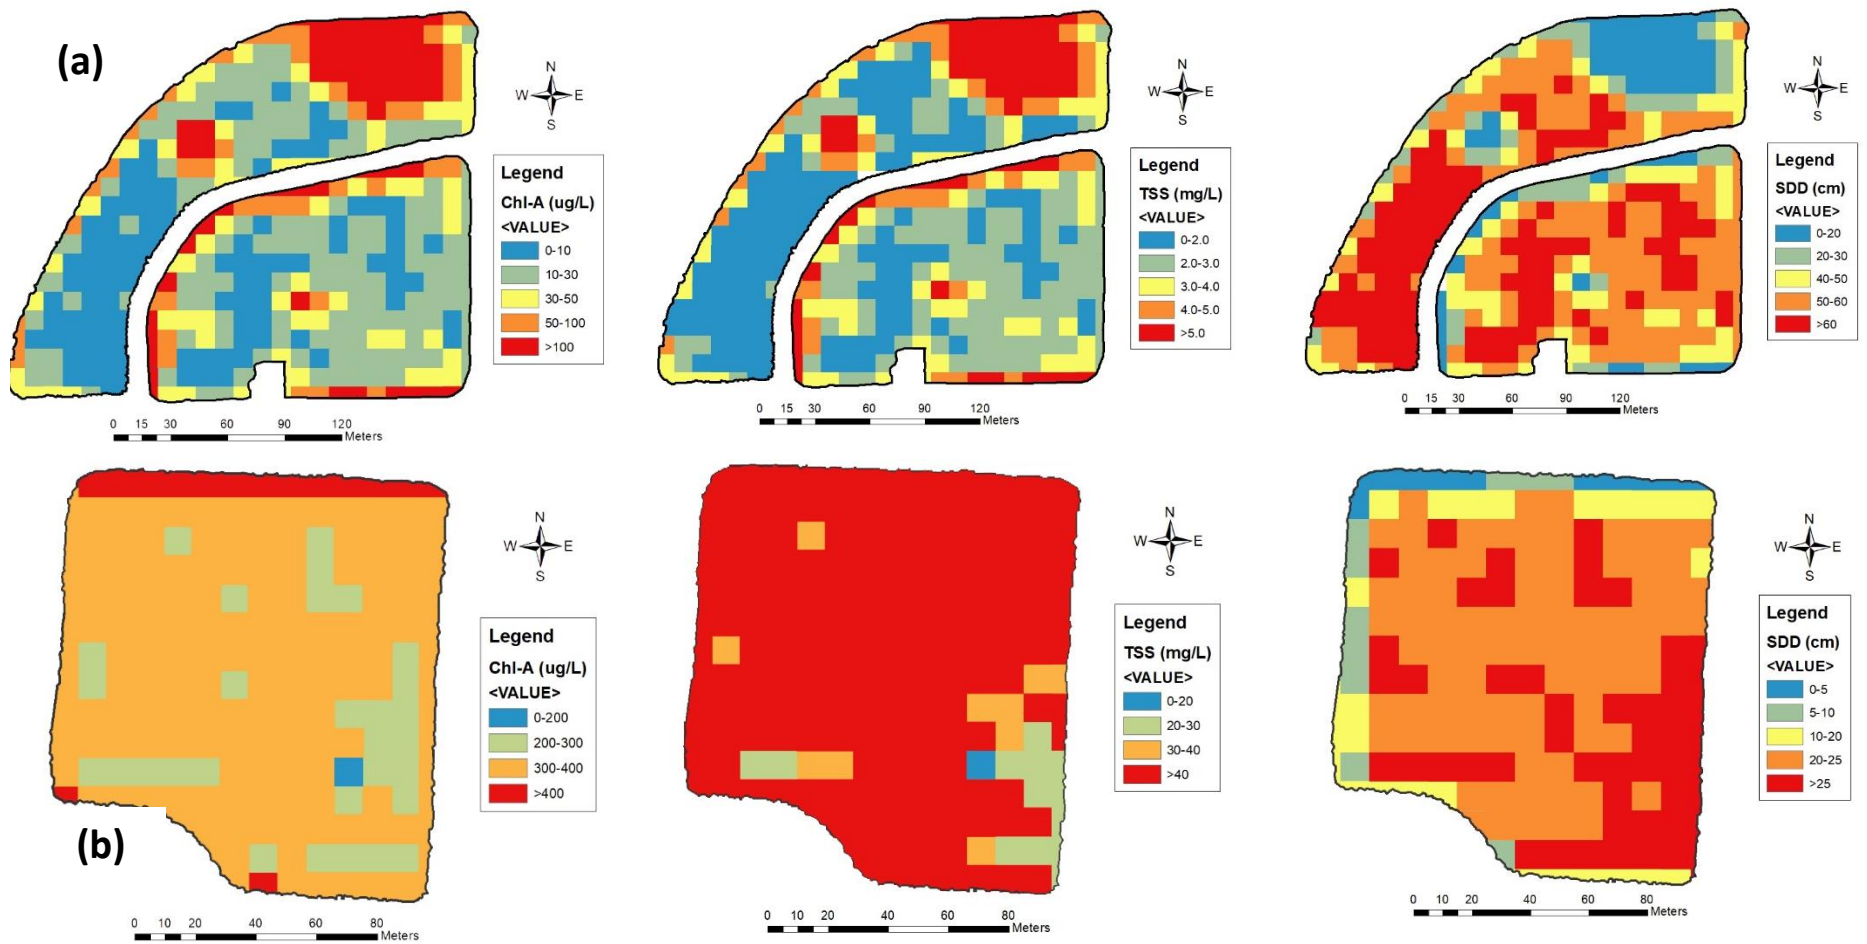 (a)
N
W E
S
Legend
Chl-A (ug/L)
<VALUE>
0-10
10-30
30-50
50-100
>100
0 15 30 60 90 120
Meters
N
W E
S
Legend
TSS (mg/L)
<VALUE>
0-2.0
2.0-3.0
3.0-4.0
4.0-5.0
>5.0
0 15 30 60 90 120
Meters
N
W E
S
Legend
SDD (cm)
<VALUE>
0-20
20-30
40-50
50-60
>60
0 15 30 60 90 120
Meters
(b)
N
W E
S
Legend
Chl-A (ug/L)
<VALUE>
0-200
200-300
300-400
>400
0 10 20 40 60 80
Meters
N
W E
S
Legend
TSS (mg/L)
<VALUE>
0-20
20-30
30-40
>40
0 10 20 40 60 80
Meters
N
W E
S
Legend
SDD (cm)
<VALUE>
0-5
5-10
10-20
20-25
>25
0 10 20 40 60 80
Meters